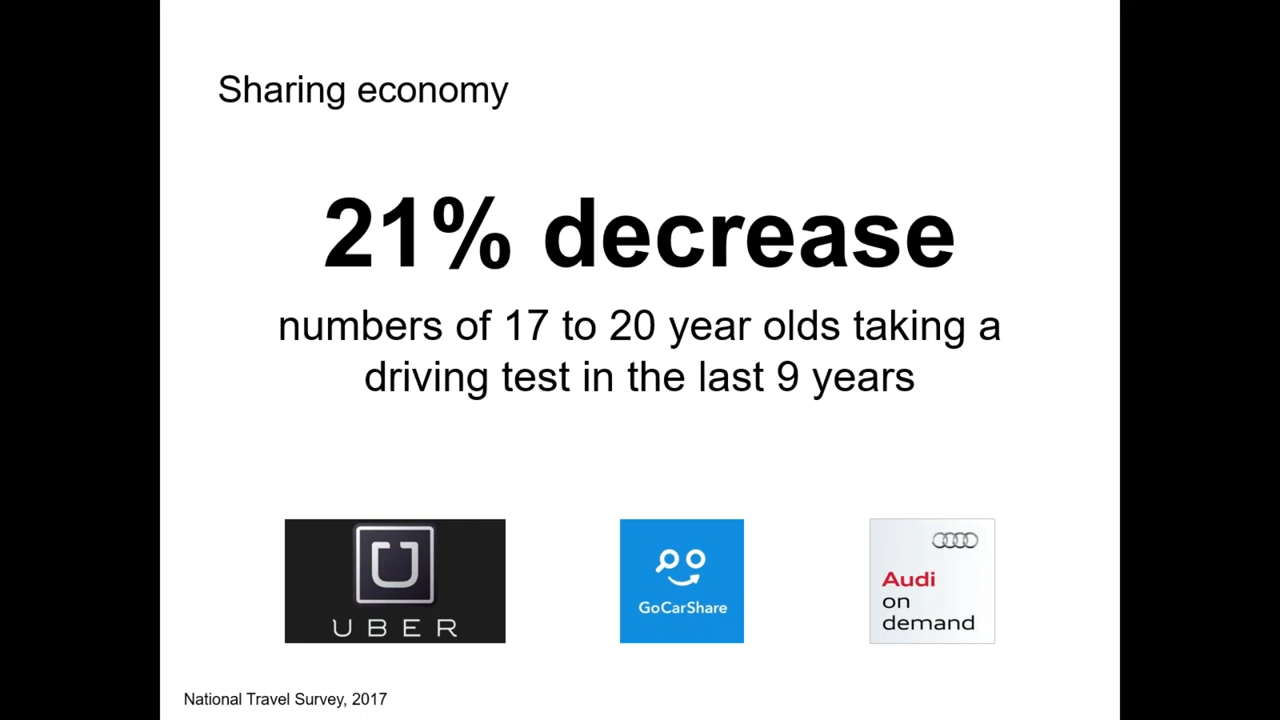 Sharing economy
21% decrease
numbers of 17 to 20 year olds taking a
driving test in the last 9 years
UBER
GoCarShare
Audi
on
demand
National Travel Survey, 2017